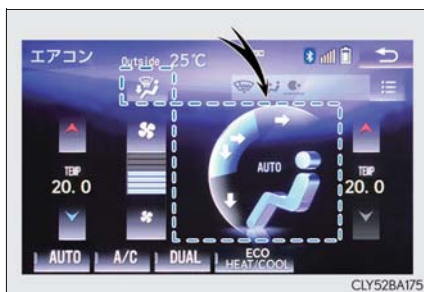 エアコン
Outside 25℃
AUTO
TEMP
20.0
TEMP
20.0
AUTO
A/C
DUAL
ECO
HEAT/COOL
CLY52BA175